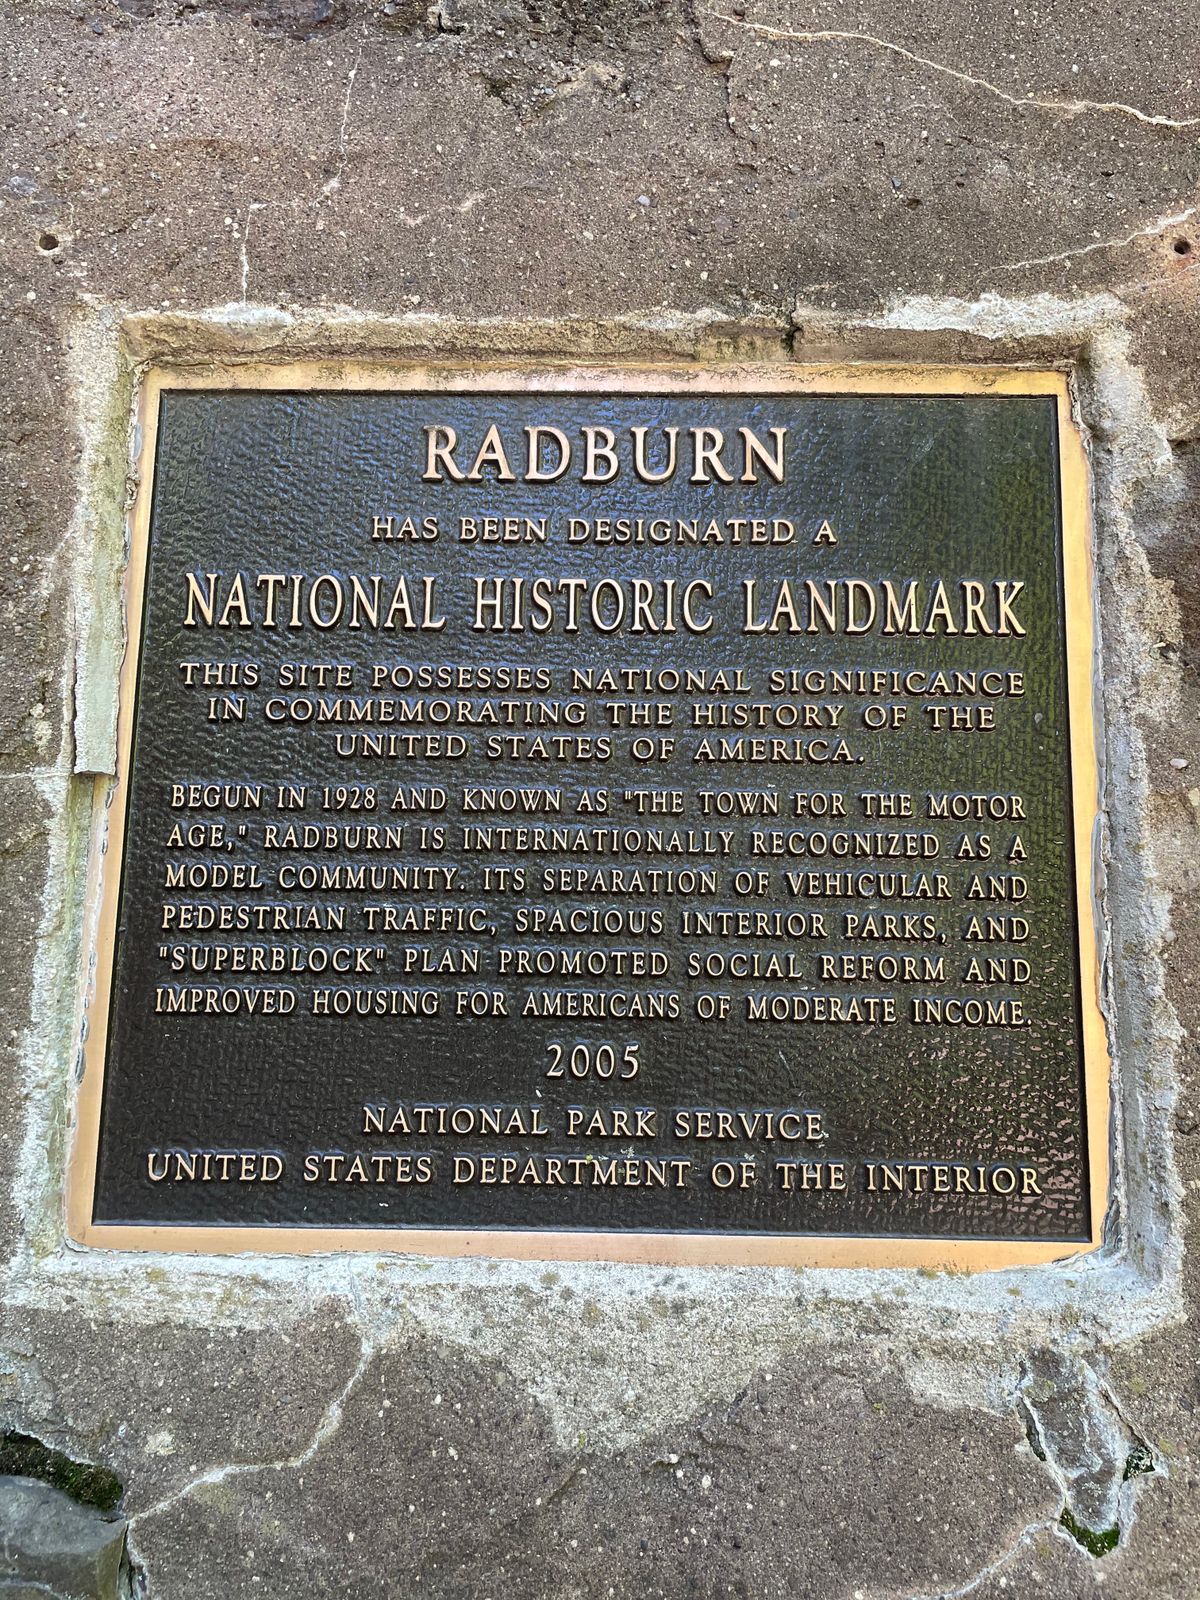 RADBURN
HAS BEEN DESIGNATED A
NATIONAL HISTORIC LANDMARK
THIS SITE POSSESSES NATIONAL SIGNIFICANCE
IN COMMEMORATING THE HISTORY OF THE
UNITED STATES OF AMERICA.
BEGUN IN 1928 AND KNOWN AS "THE TOWN FOR THE MOTOR
AGE," RADBURN IS INTERNATIONALLY RECOGNIZED AS A
MODEL COMMUNITY. ITS SEPARATION OF VEHICULAR AND
PEDESTRIAN TRAFFIC, SPACIOUS INTERIOR PARKS, AND
"SUPERBLOCK" PLAN PROMOTED SOCIAL REFORM AND
IMPROVED HOUSING FOR AMERICANS OF MODERATE INCOME.
2005
NATIONAL PARK SERVICE
UNITED STATES DEPARTMENT OF THE INTERIOR